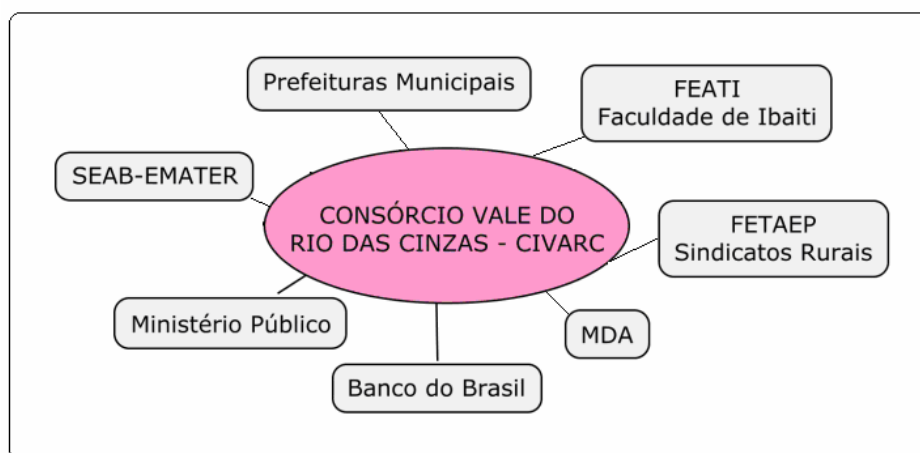 Prefeituras Municipais
FEATI
Faculdade de Ibaiti
SEAB-EMATER
CONSÓRCIO VALE DO
RIO DAS CINZAS - CIVARC
FETAEP
Sindicatos Rurais
Ministério Público
MDA
Banco do Brasil